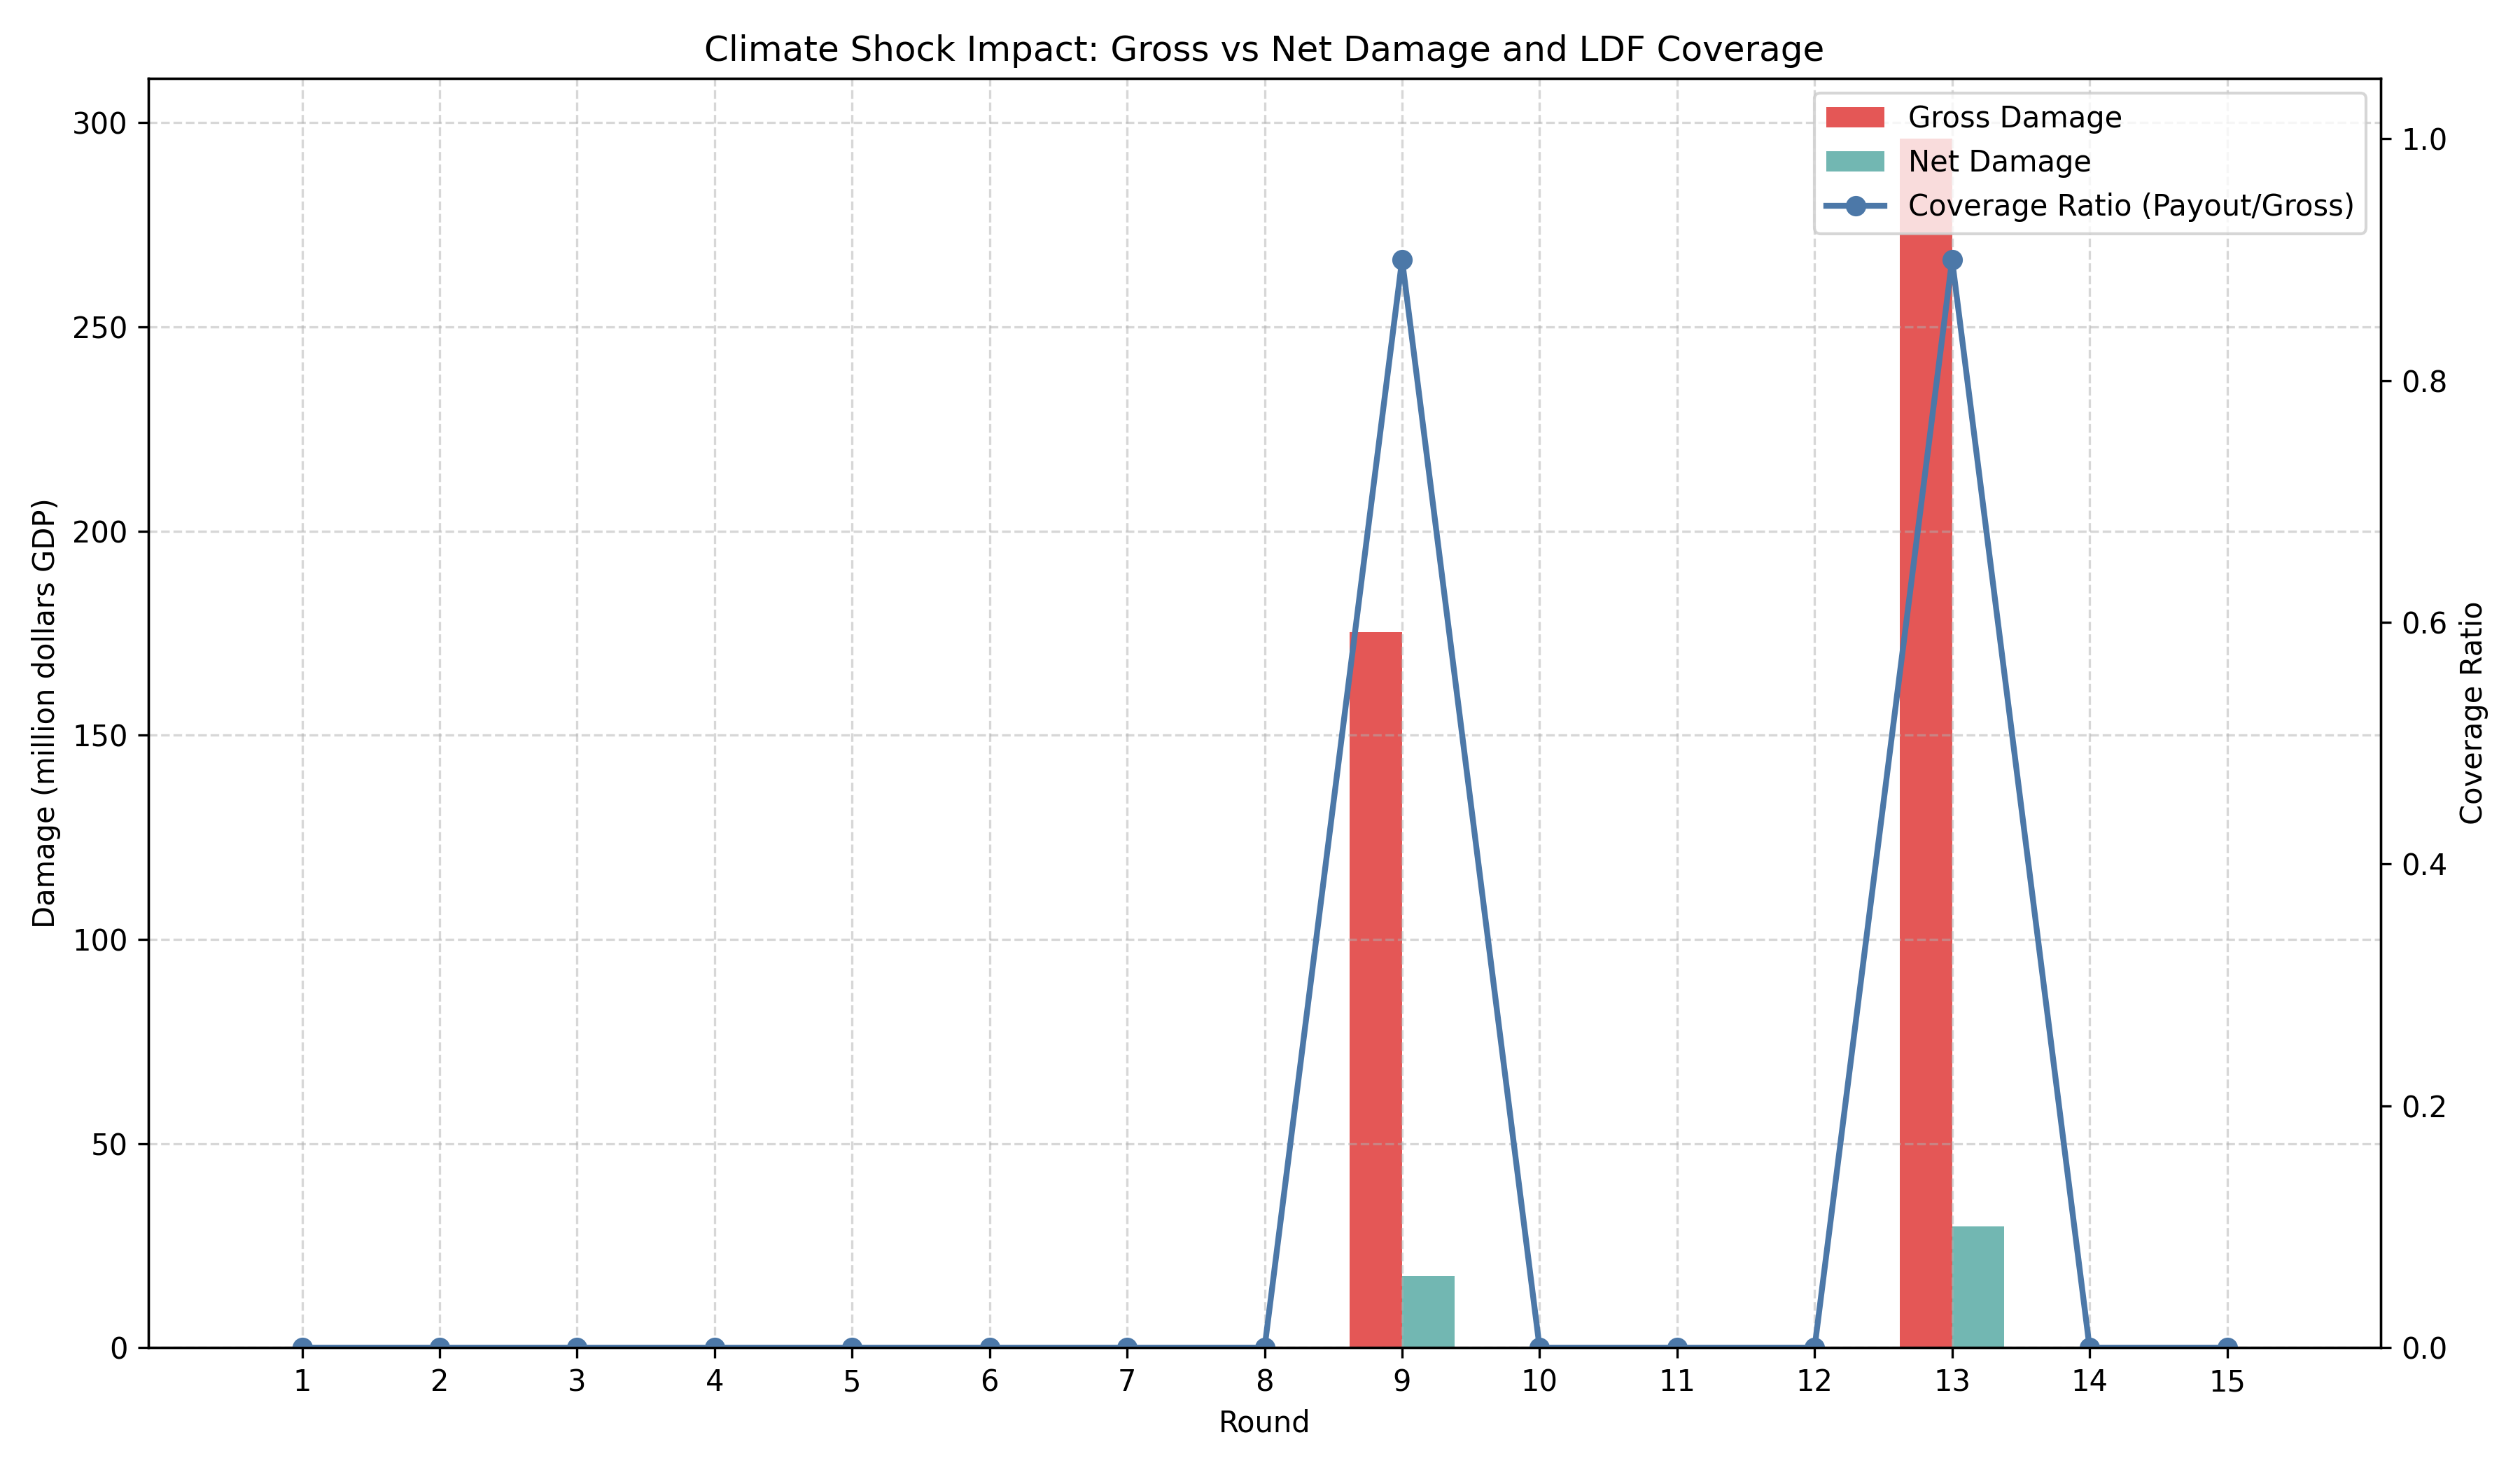 Climate Shock Impact: Gross vs Net Damage and LDF Coverage
Gross Damage
Net Damage
Coverage Ratio (Payout/Gross)
Damage (million dollars GDP)
300
250
200
150
100
50
0
1.0
0.8
0.6
0.4
0.2
0.0
Coverage Ratio
1 2 3 4 5 6 7 8 9 10 11 12 13 14 15
Round